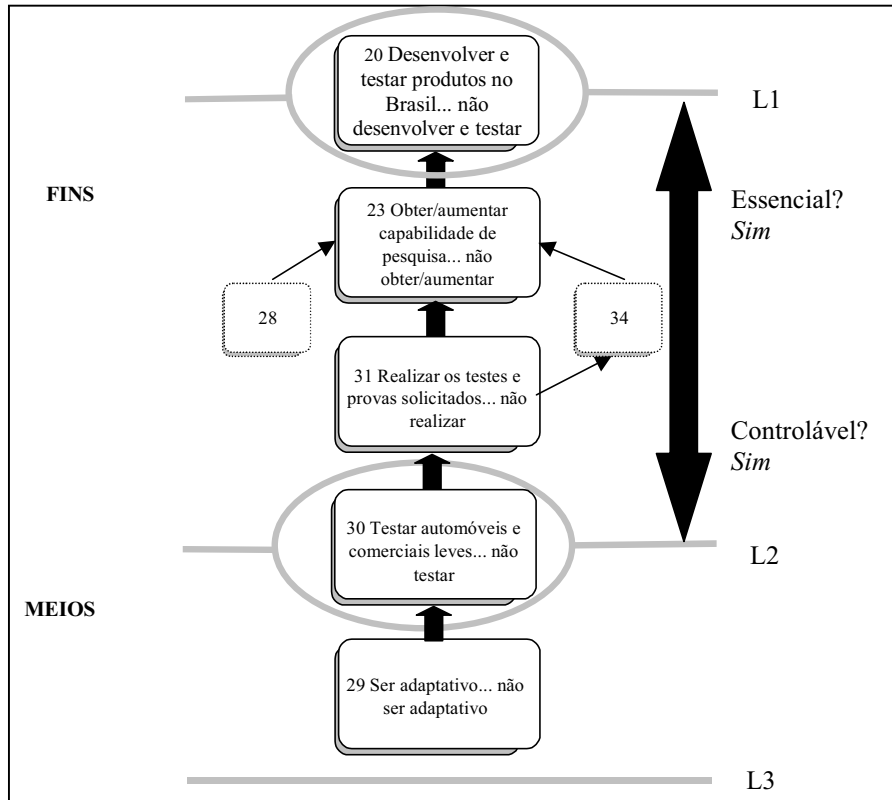 20 Desenvolver e
testar produtos no
Brasil... não
desenvolver e testar
L1
FINS
23 Obter/aumentar
capabilidade de
pesquisa... não
obter/aumentar
Essencial?
Sim
28
34
31 Realizar os testes e
provas solicitados... não
realizar
Controlável?
Sim
30 Testar automóveis e
comerciais leves... não
testar
L2
MEIOS
29 Ser adaptativo... não
ser adaptativo
L3